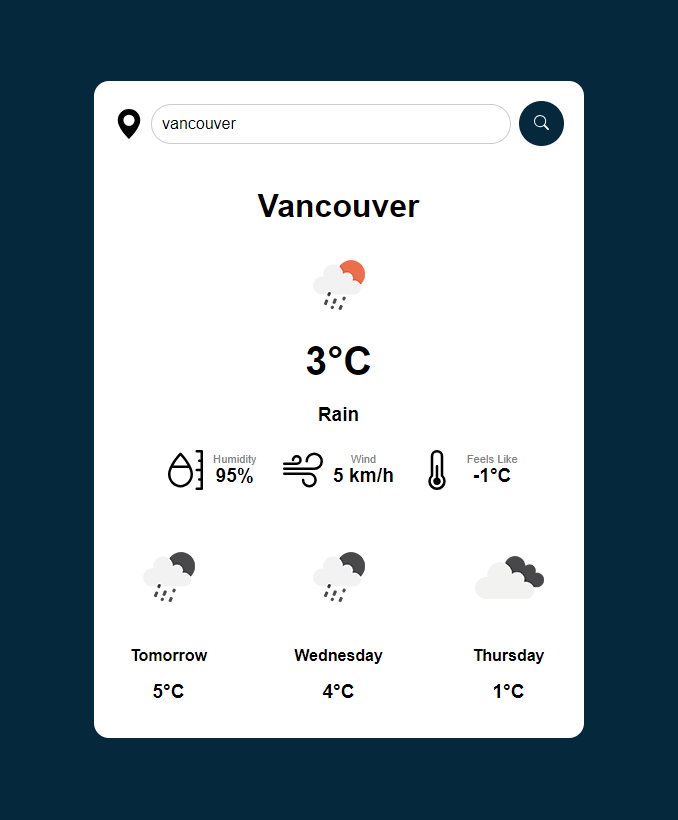 vancouver
Vancouver
3°C
Rain
Humidity Wind Feels Like
95% 5 km/h -1°C
Tomorrow Wednesday Thursday
5°C 4°C 1°C